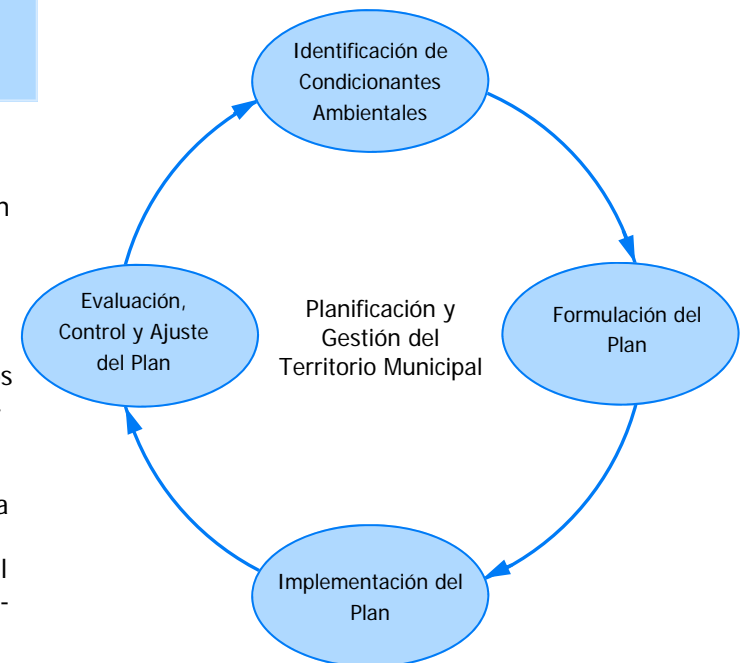 Identificación de
Condicionantes
Ambientales
n
Evaluación,
Control y Ajuste
del Plan
Planificación y
Gestión del
Territorio Municipal
Formulación del
Plan
s
a
l
-
Implementación del
Plan